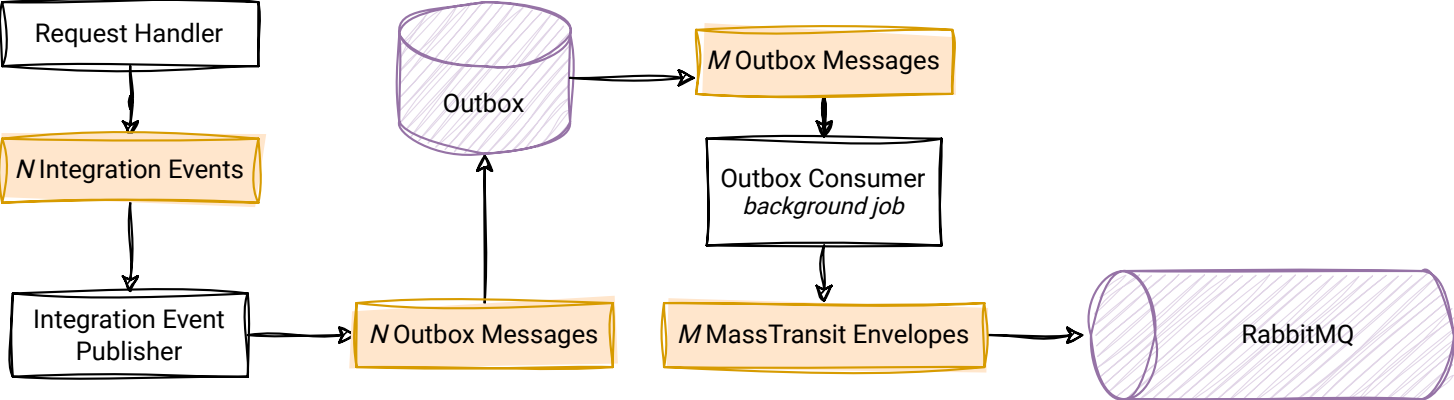 Request Handler
N Integration Events
Integration Event
Publisher
N Outbox Messages
Outbox
M Outbox Messages
Outbox Consumer
background job
M MassTransit Envelopes
RabbitMQ